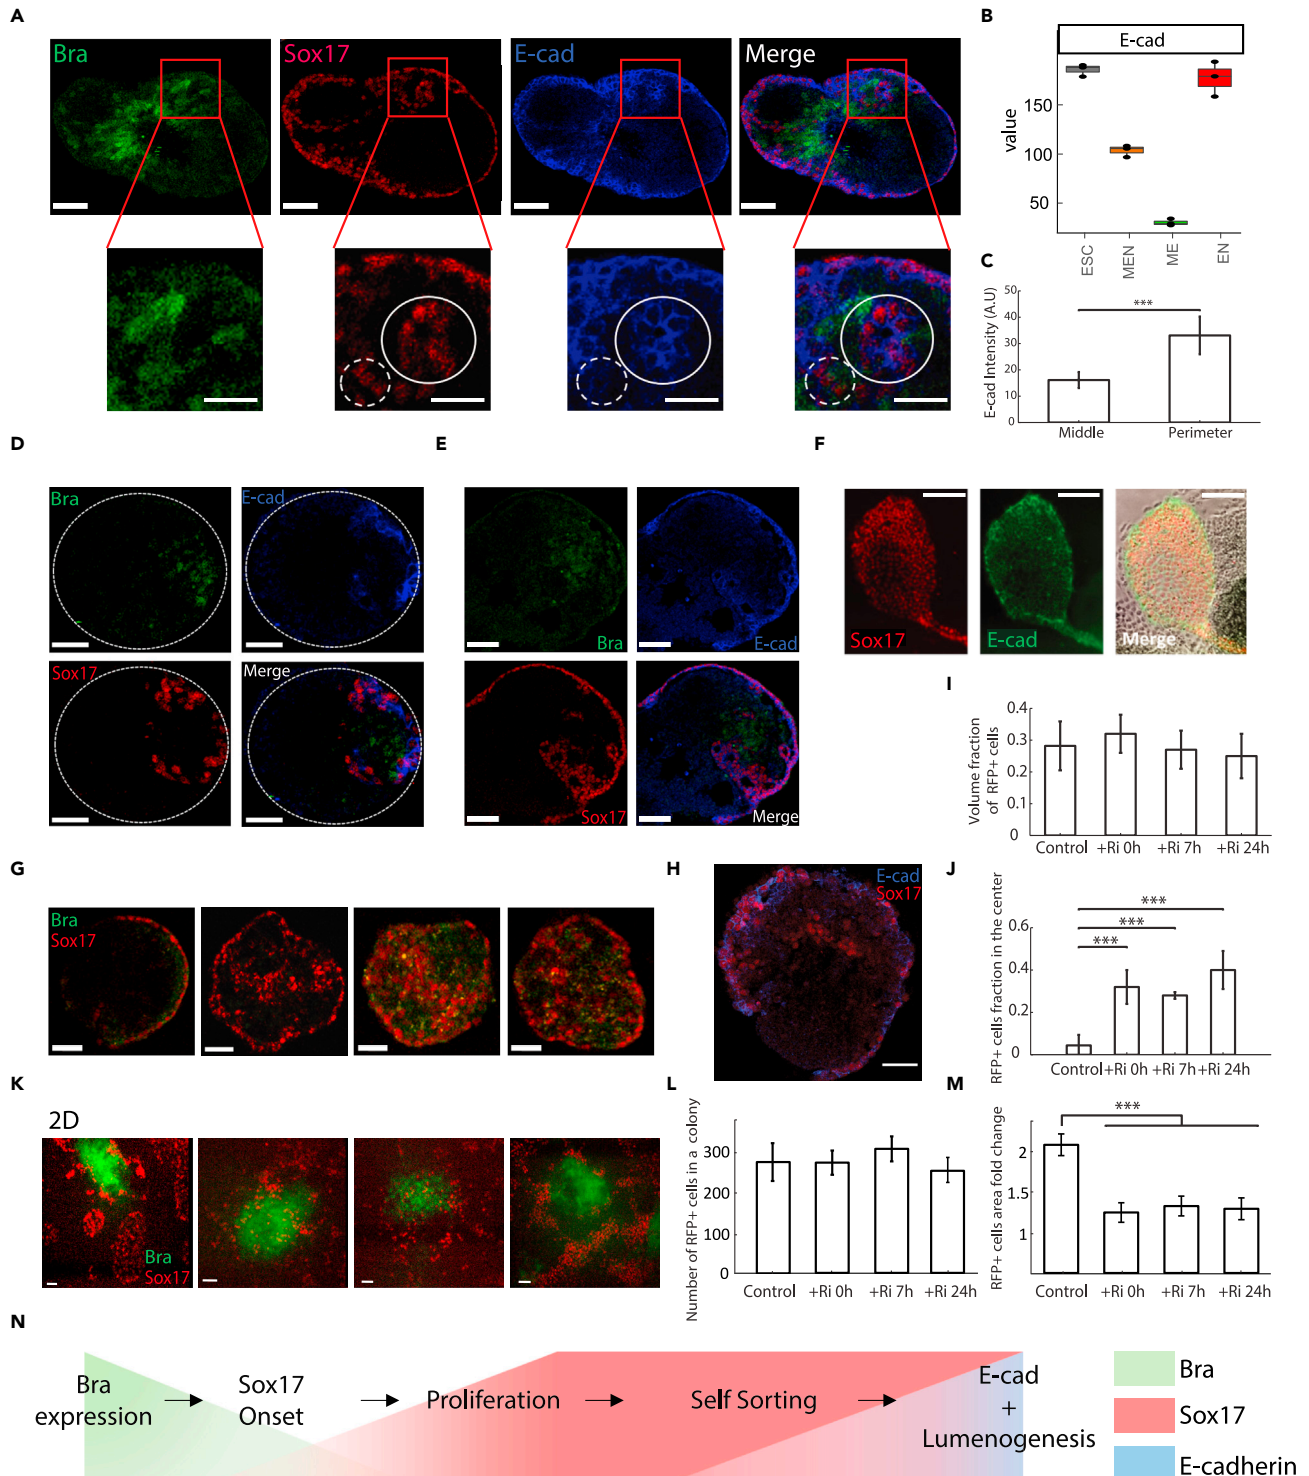 A
Bra
Sox17
E-cad
Merge
B
E-cad
value
150
100
50
ESC
MEN
ME
EN
C
E-cad Intensity (A.U)
50
40
30
20
10
0
***
Middle
Perimeter
D
Bra
E-cad
Sox17
Merge
E
Bra
E-cad
Sox17
Merge
F
Sox17
E-cad
Merge
I
Volume fraction
of RFP+ cells
0.4
0.3
0.2
0.1
0
Control
+Ri 0h
+Ri 7h
+Ri 24h
G
Bra
Sox17
H
E-cad
Sox17
J
RFP+ cells fraction in the center
0.6
0.4
0.2
0
***
***
***
Control
+Ri 0h
+Ri 7h
+Ri 24h
K
2D
Bra
Sox17
L
Number of RFP+ cells in a colony
300
200
100
0
Control
+Ri 0h
+Ri 7h
+Ri 24h
M
RFP+ cells area fold change
2
1.5
1
***
Control
+Ri 0h
+Ri 7h
+Ri 24h
N
Bra
expression
Sox17
Onset
Proliferation
Self Sorting
E-cad
+
Lumenogenesis
Bra
Sox17
E-cadherin